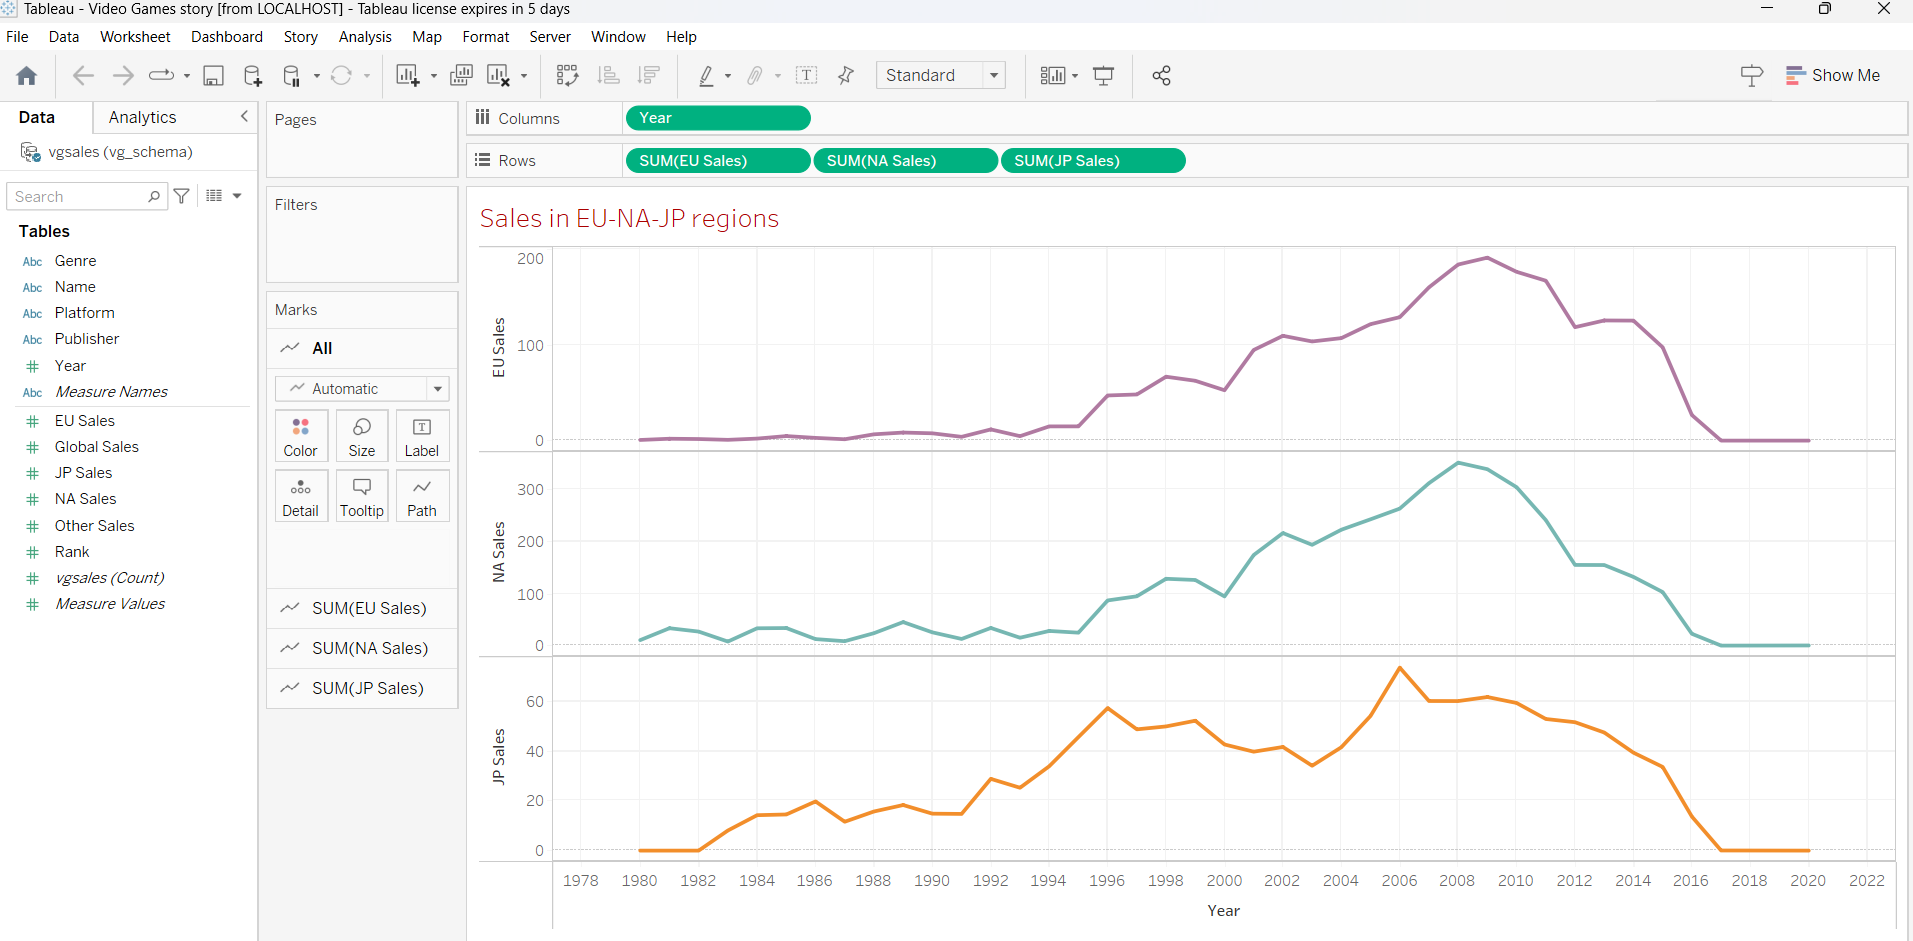 Tableau - Video Games story [from LOCALHOST] - Tableau license expires in 5 days
File Data Worksheet Dashboard Story Analysis Map Format Server Window Help
Standard
Show Me
Data Analytics
vgsales (vg_schema)
Search
Tables
Abc Genre
Abc Name
Abc Platform
Abc Publisher
# Year
Abc Measure Names
# EU Sales
# Global Sales
# JP Sales
# NA Sales
# Other Sales
# Rank
# vgsales (Count)
# Measure Values
Pages
Filters
Marks
All
Automatic
Color Size Label
Detail Tooltip Path
SUM(EU Sales)
SUM(NA Sales)
SUM(JP Sales)
Columns Year
Rows SUM(EU Sales) SUM(NA Sales) SUM(JP Sales)
Sales in EU-NA-JP regions
EU Sales
200
100
0
NA Sales
300
200
100
0
JP Sales
60
40
20
0
1978 1980 1982 1984 1986 1988 1990 1992 1994 1996 1998 2000 2002 2004 2006 2008 2010 2012 2014 2016 2018 2020 2022
Year